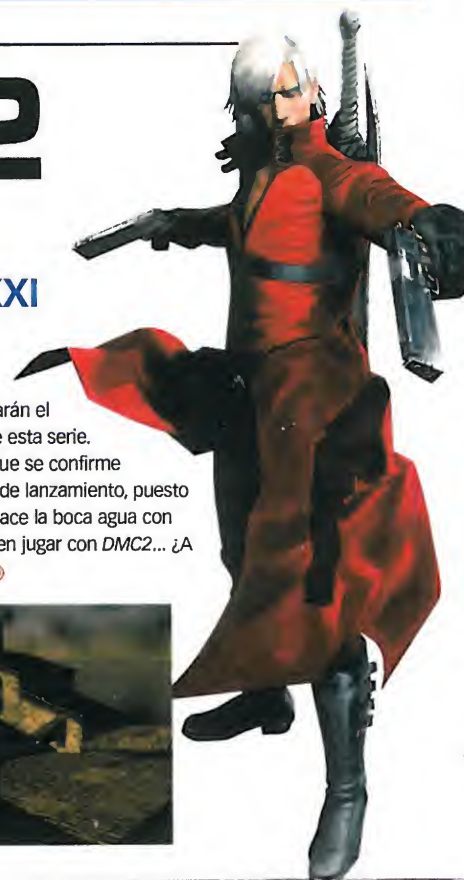 2
XXI
arán el
e esta serie.
ue se confirme
de lanzamiento, puesto
ace la boca agua con
en jugar con DMC2... ¿A